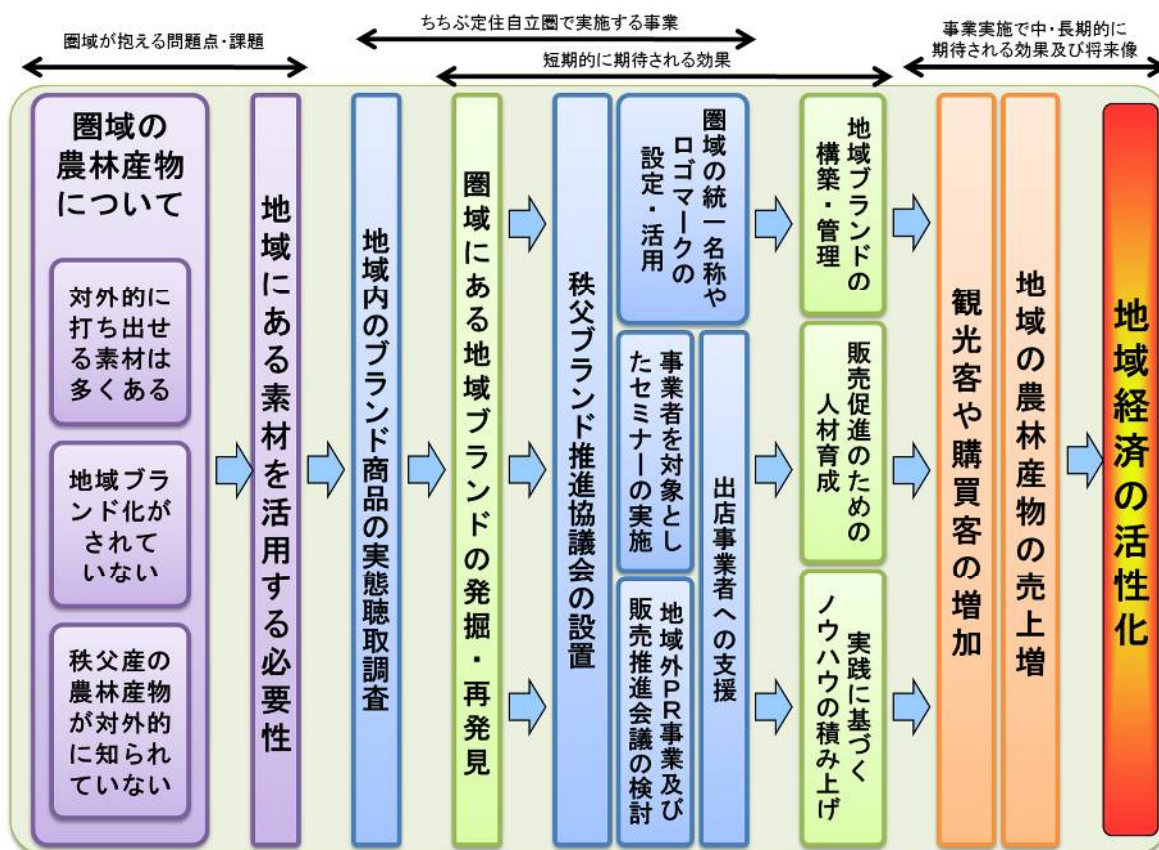 圏域が抱える問題点・課題
ちちぶ定住自立圏で実施する事業
短期的に期待される効果
事業実施で中・長期的に
期待される効果及び将来像
圏域の
農林産物
について
対外的に
打ち出せ
る素材は
多くある
地域ブラ
ンド化が
されて
いない
秩父産の
農林産物
が対外的
に知られ
ていない
地域にある素材を活用する必要性
地域内のブランド商品の実態聴取調査
圏域にある地域ブランドの発掘・再発見
秩父ブランド推進協議会の設置
圏域の統一名称や
ロゴマークの
設定・活用
事業者を対象とし
たセミナーの実施
地域外PR事業及び
販売推進会議の検討
出店事業者への支援
地域ブランドの
構築・管理
販売促進のための
人材育成
実践に基づく
ノウハウの積み上げ
観光客や購買客の増加
地域の農林産物の売上増
地域経済の活性化